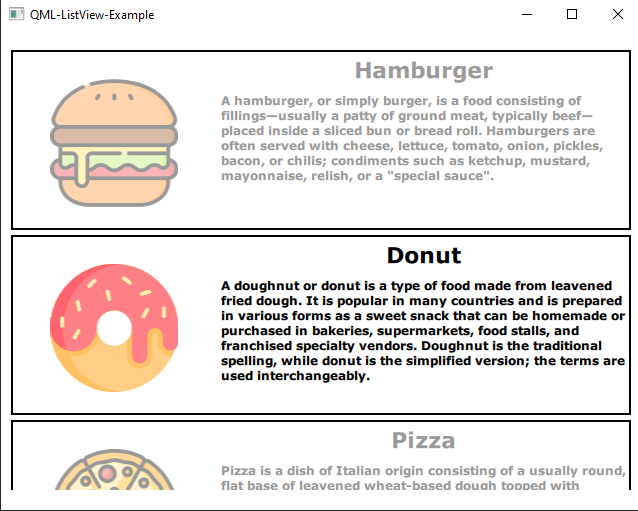 QML-ListView-Example
Hamburger
A hamburger, or simply burger, is a food consisting of
fillings—usually a patty of ground meat, typically beef—
placed inside a sliced bun or bread roll. Hamburgers are
often served with cheese, lettuce, tomato, onion, pickles,
bacon, or chilis; condiments such as ketchup, mustard,
mayonnaise, relish, or a "special sauce".
Donut
A doughnut or donut is a type of food made from leavened
fried dough. It is popular in many countries and is prepared
in various forms as a sweet snack that can be homemade or
purchased in bakeries, supermarkets, food stalls, and
franchised specialty vendors. Doughnut is the traditional
spelling, while donut is the simplified version; the terms are
used interchangeably.
Pizza
Pizza is a dish of Italian origin consisting of a usually round,
flat base of leavened wheat-based dough topped with